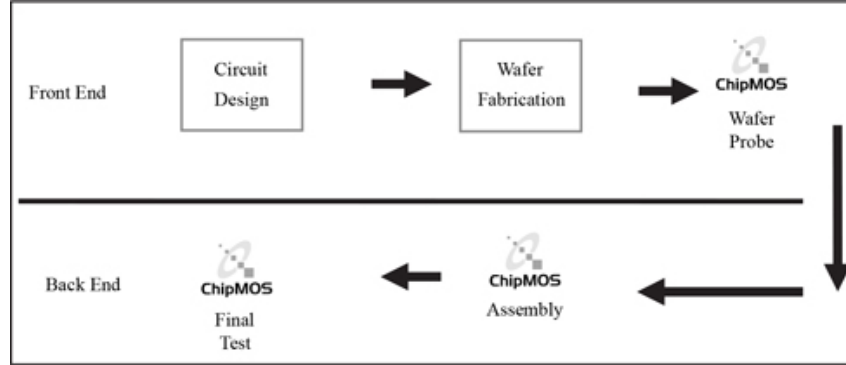 Front End
Circuit
Design
Wafer
Fabrication
ChipMOS
Wafer
Probe
Back End
ChipMOS
Final
Test
ChipMOS
Assembly